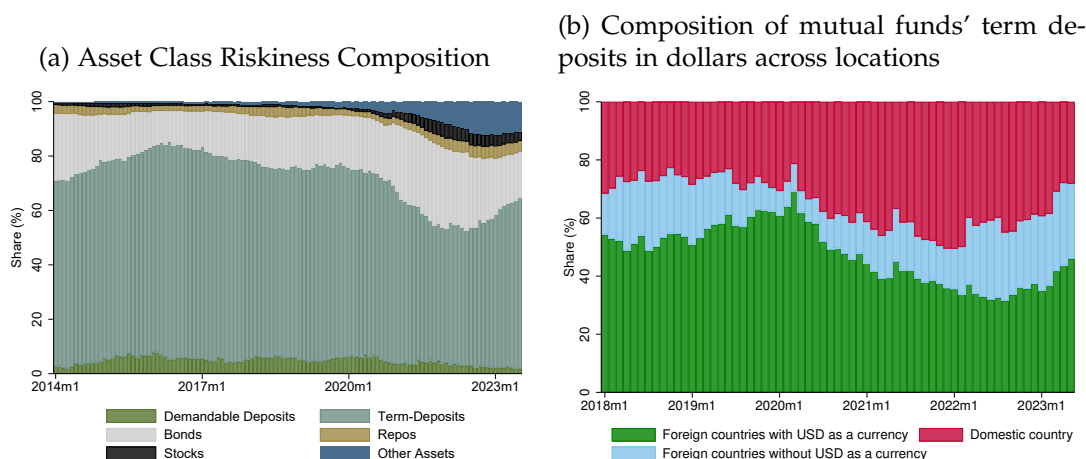 (a) Asset Class Riskiness Composition
100
80
60
40
20
0
Share (%)
2014m1 2017m1 2020m1 2023m1
Demandable Deposits Term-Deposits
Bonds Repos
Stocks Other Assets
(b) Composition of mutual funds’ term de-
posits in dollars across locations
100
80
60
40
20
0
Share (%)
2018m1 2019m1 2020m1 2021m1 2022m1 2023m1
Foreign countries with USD as a currency Domestic country
Foreign countries without USD as a currency